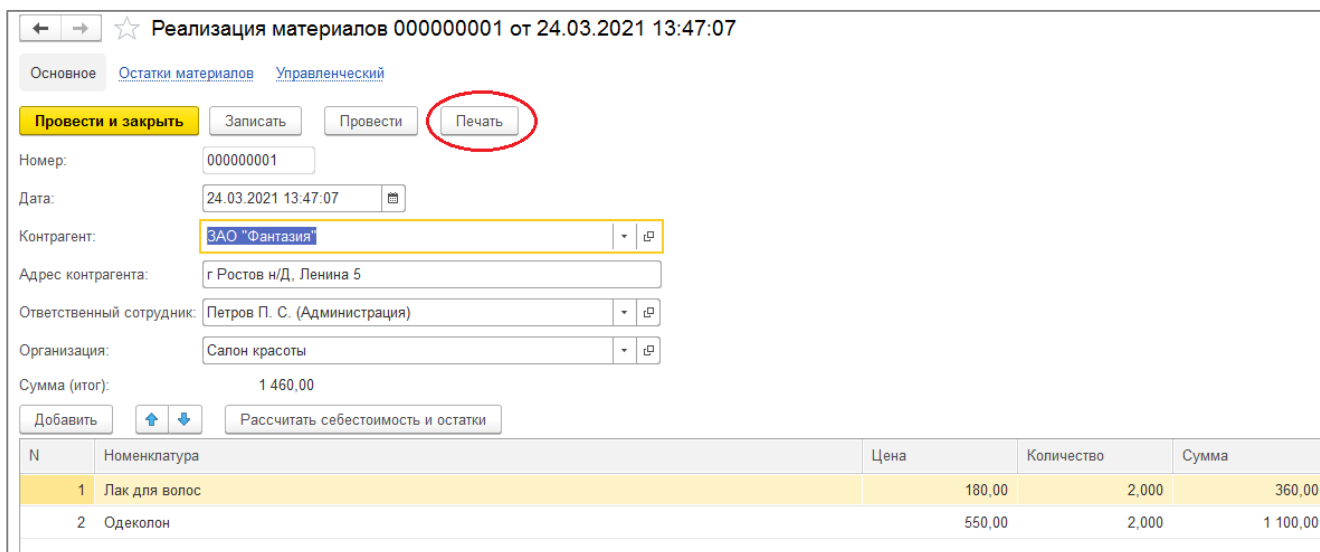 Реализация материалов 000000001 от 24.03.2021 13:47:07
Основное Остатки материалов Управленческий
Провести и закрыть Записать Провести Печать
Номер: 000000001
Дата: 24.03.2021 13:47:07
Контрагент: ЗАО "Фантазия"
Адрес контрагента: г Ростов н/Д, Ленина 5
Ответственный сотрудник: Петров П. С. (Администрация)
Организация: Салон красоты
Сумма (итог): 1 460,00
Добавить Рассчитать себестоимость и остатки
N Номенклатура Цена Количество Сумма
1 Лак для волос 180,00 2,000 360,00
2 Одеколон 550,00 2,000 1 100,00